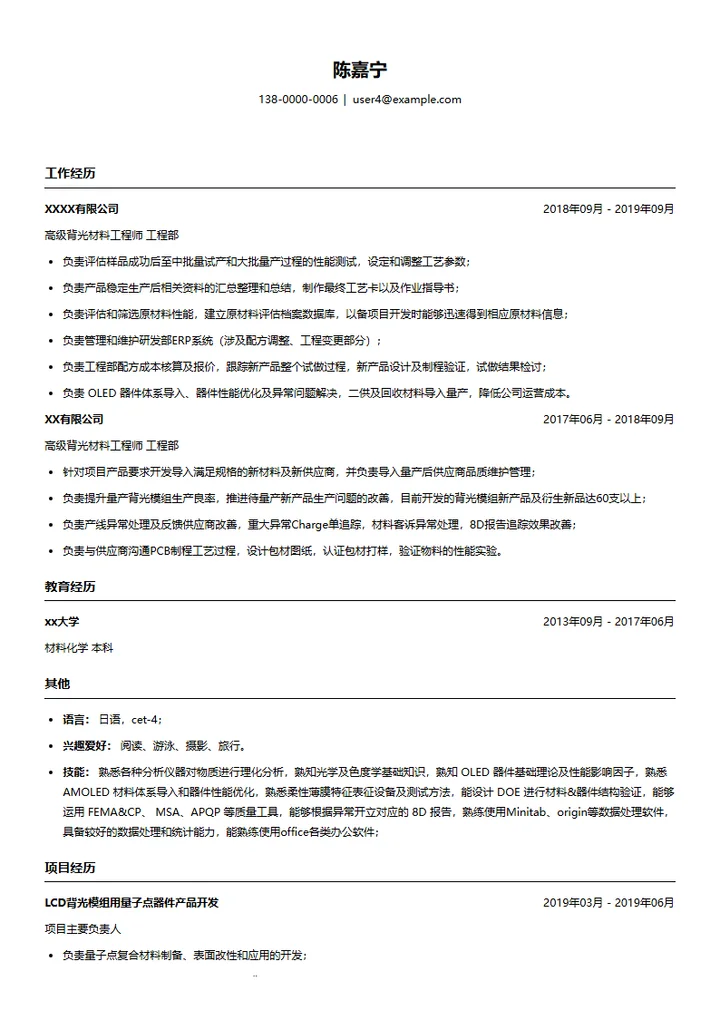 陈嘉宁
138-0000-0006 | user4@example.com
工作经历
XXXX有限公司 2018年09月 - 2019年09月
高级背光材料工程师 工程部
• 负责评估样品成功后至中批量试产和大批量产过程的性能测试，设定和调整工艺参数；
• 负责产品稳定生产后相关资料的汇总整理和总结，制作最终工艺卡以及作业指导书；
• 负责评估和筛选原材料性能，建立原材料评估档案数据库，以备项目开发时能够迅速得到相应原材料信息；
• 负责管理和维护研发部ERP系统（涉及配方调整、工程变更部分）；
• 负责工程部配方成本核算及报价，跟踪新产品整个试做过程，新产品设计及制程验证，试做结果检讨；
• 负责 OLED 器件体系导入、器件性能优化及异常问题解决，二供及回收材料导入量产，降低公司运营成本。
XX有限公司 2017年06月 - 2018年09月
高级背光材料工程师 工程部
• 针对项目产品要求开发导入满足规格的新材料及新供应商，并负责导入量产后供应商品质维护管理；
• 负责提升量产背光模组生产良率，推进待量产新产品生产问题的改善，目前开发的背光模组新产品及衍生新品达60支以上；
• 负责产线异常处理及反馈供应商改善，重大异常Charge单追踪，材料客诉异常处理，8D报告追踪效果改善；
• 负责与供应商沟通PCB制程工艺过程，设计包材图纸，认证包材打样，验证物料的性能实验。
教育经历
xx大学 2013年09月 - 2017年06月
材料化学 本科
其他
• 语言： 日语，cet-4；
• 兴趣爱好： 阅读、游泳、摄影、旅行。
• 技能： 熟悉各种分析仪器对物质进行理化分析，熟知光学及色度学基础知识，熟知 OLED 器件基础理论及性能影响因子，熟悉
AMOLED 材料体系导入和器件性能优化，熟悉柔性薄膜特征表征设备及测试方法，能设计 DOE 进行材料&器件结构验证，能够
运用 FEMA&CP、 MSA、APQP 等质量工具，能够根据异常开立对应的 8D 报告，熟练使用Minitab、origin等数据处理软件，
具备较好的数据处理和统计能力，能熟练使用office各类办公软件；
项目经历
LCD背光模组用量子点器件产品开发 2019年03月 - 2019年06月
项目主要负责人
• 负责量子点复合材料制备、表面改性和应用的开发；